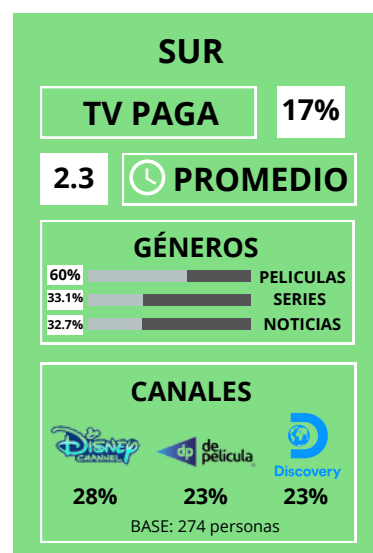 SUR
TV PAGA
17%
2.3
PROMEDIO
GÉNEROS
60% PELICULAS
33.1% SERIES
32.7% NOTICIAS
CANALES
Disney
CHANNEL
dp de película
Discovery
28% 23% 23%
BASE: 274 personas